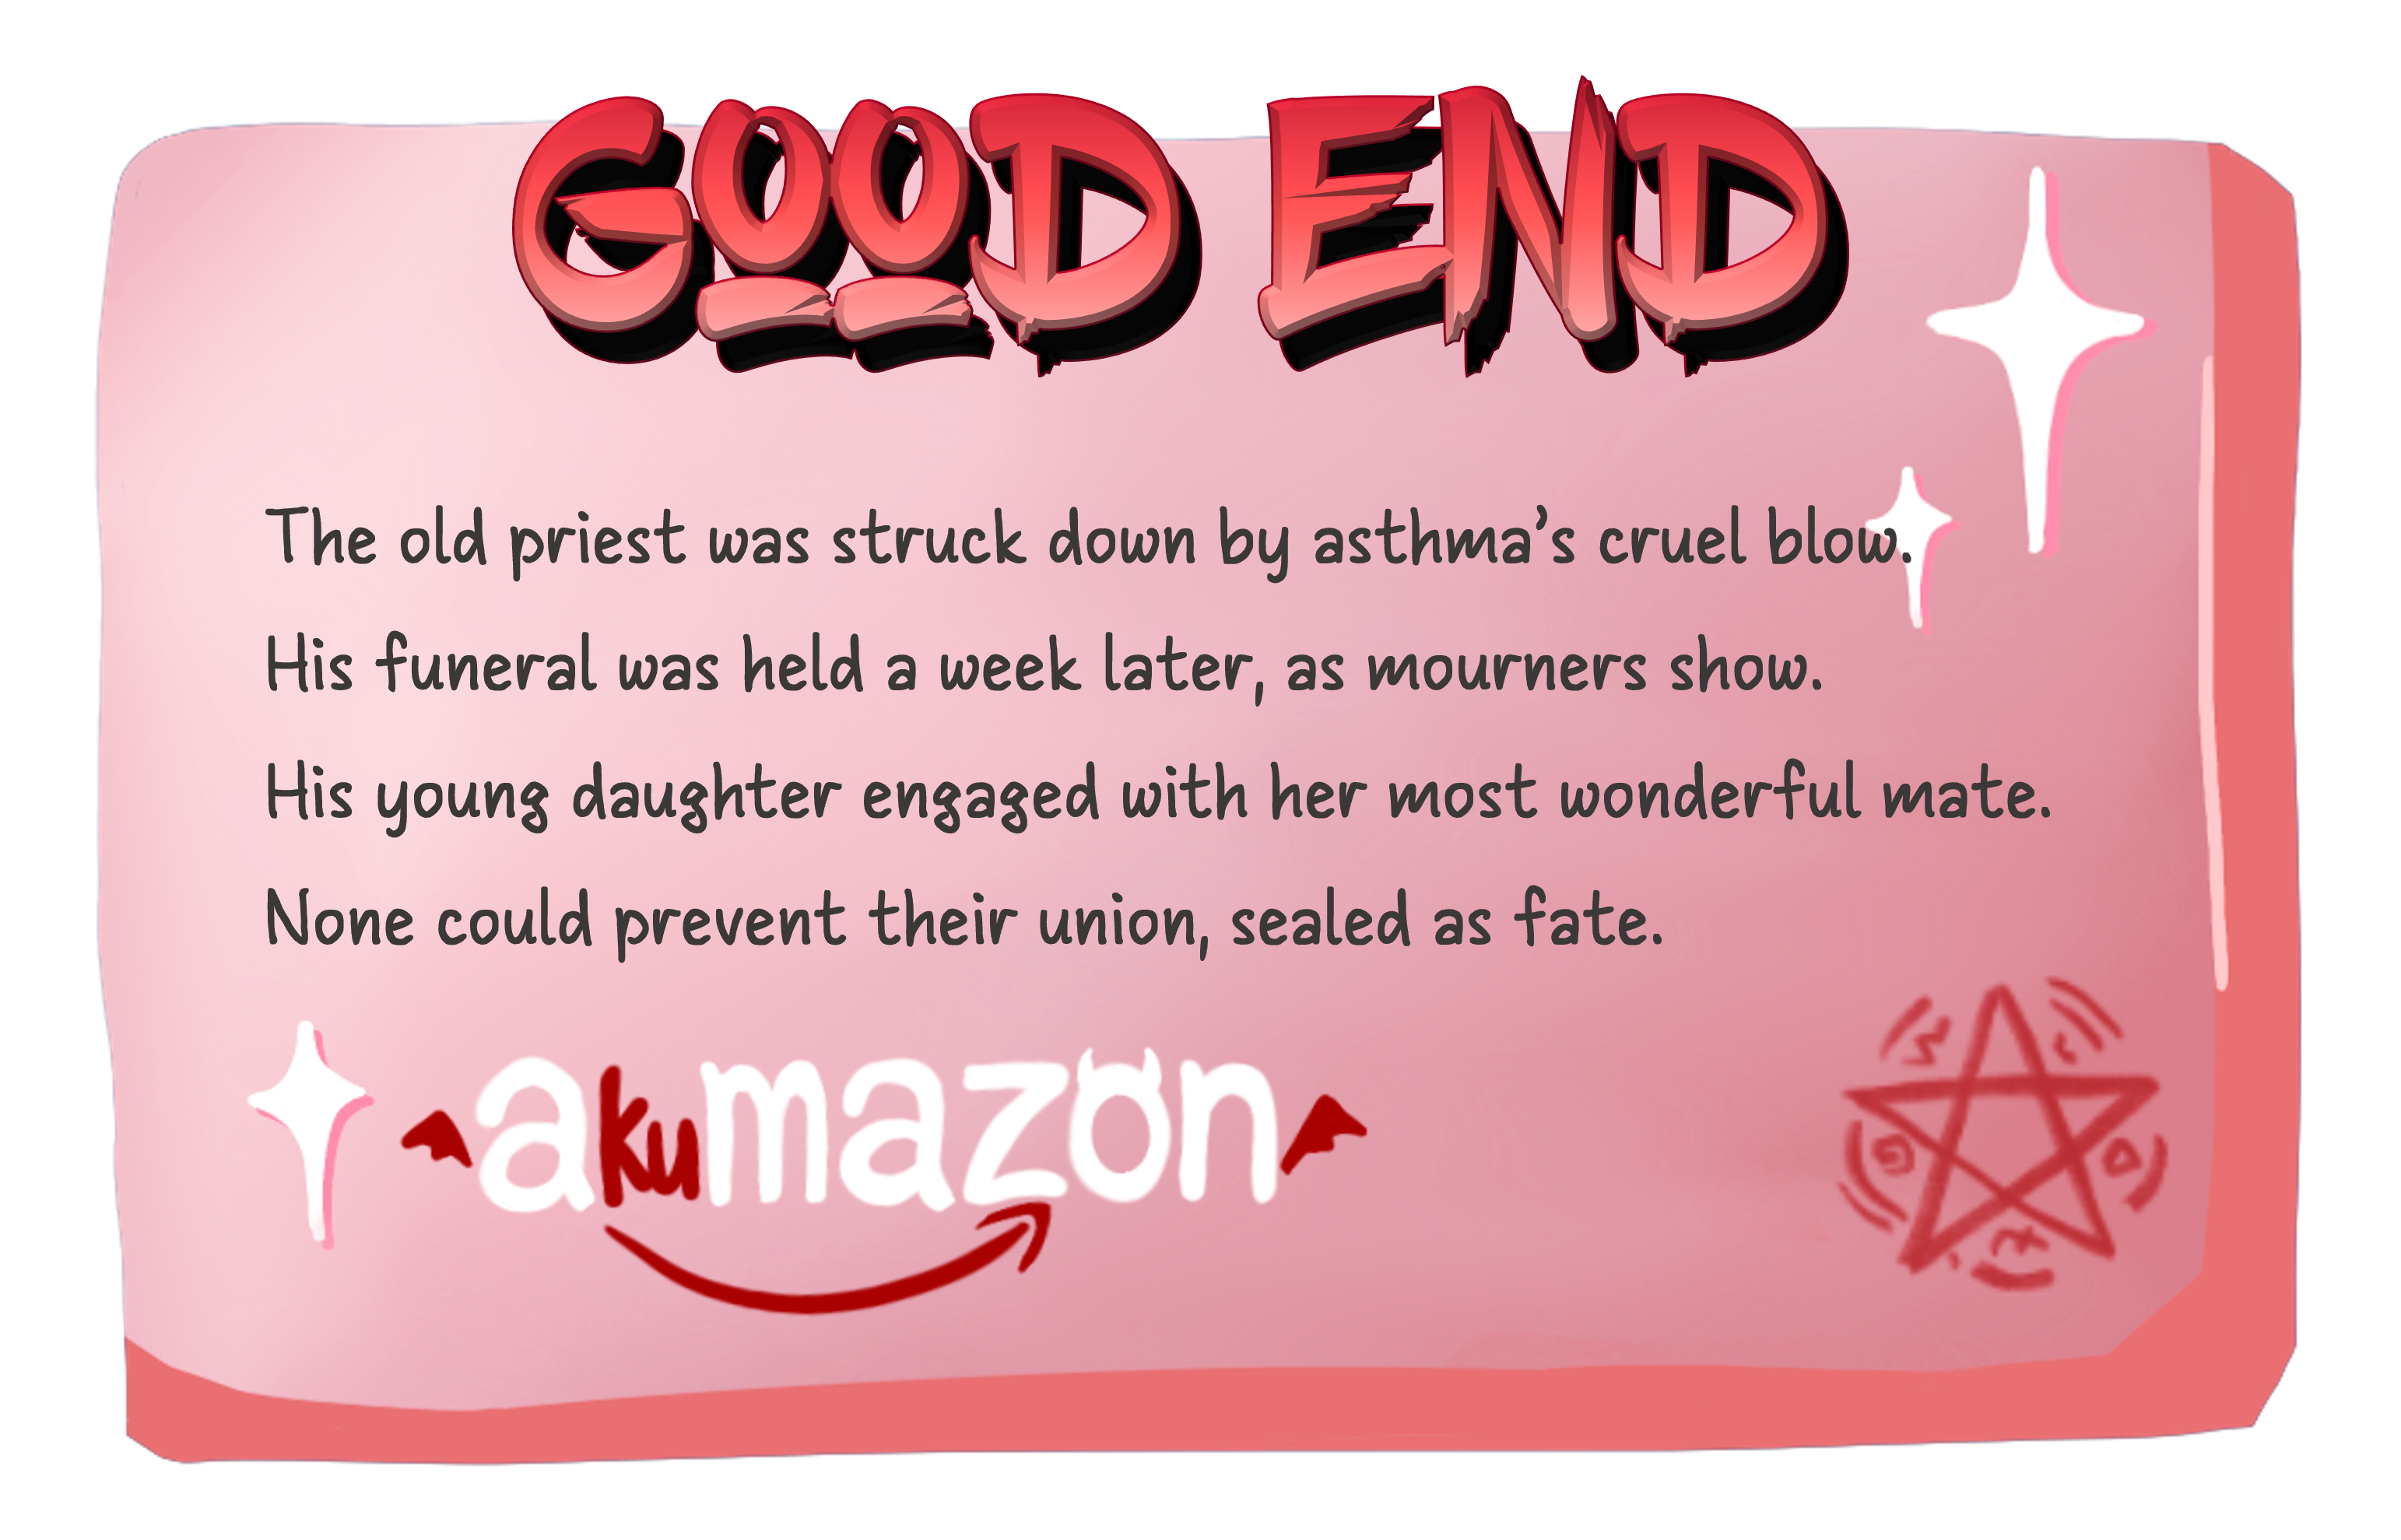 GOOD END
The old priest was struck down by asthma’s cruel blow.
His funeral was held a week later, as mourners show.
His young daughter engaged with her most wonderful mate.
None could prevent their union, sealed as fate.
akumazon